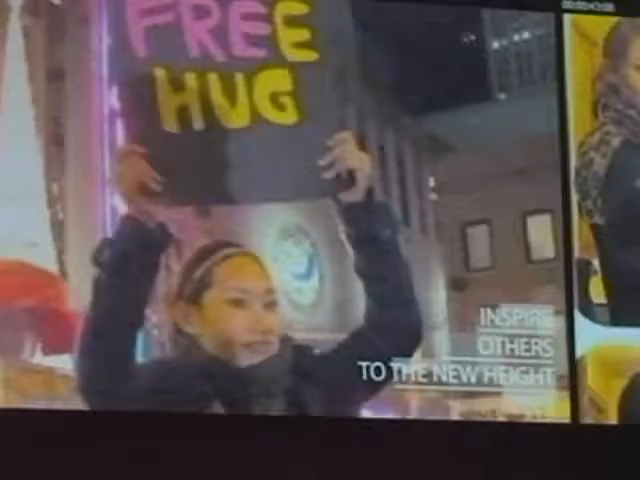 FREE
HUG
INSPIRE
OTHERS
TO THE NEW HEIGHT